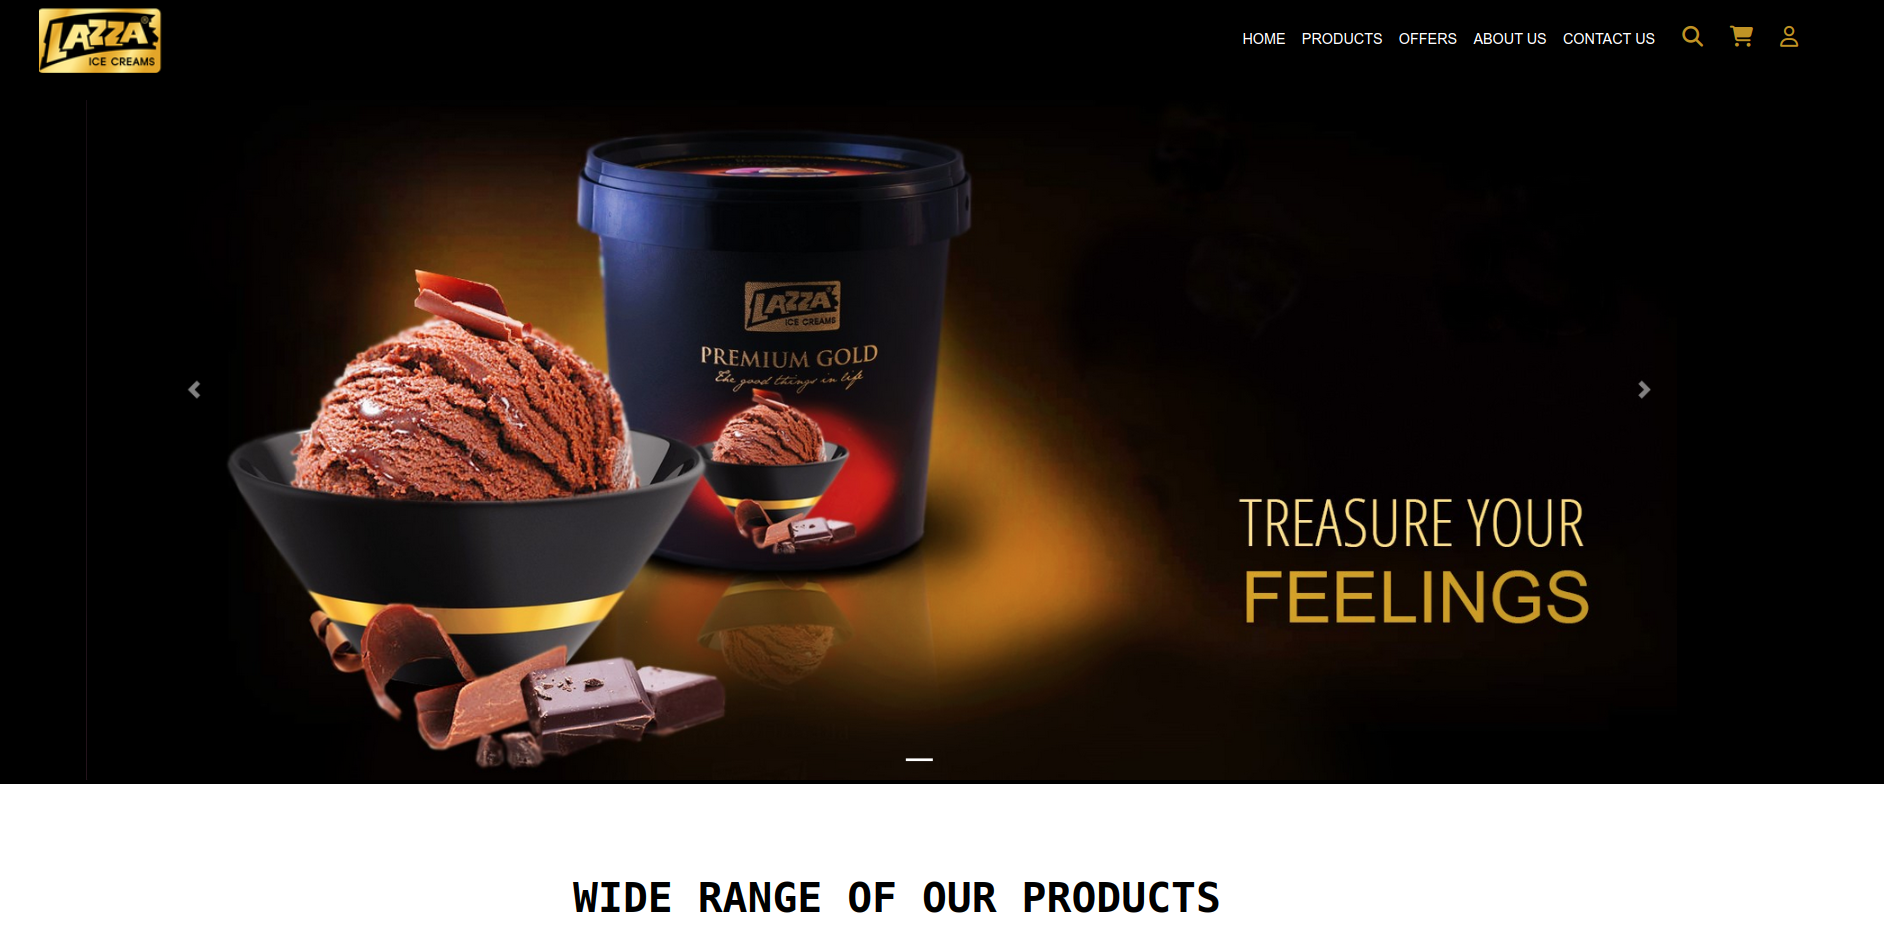 LAZZA®
ICE CREAMS
HOME PRODUCTS OFFERS ABOUT US CONTACT US
LAZZA
ICE CREAMS
PREMIUM GOLD
The good things in life
TREASURE YOUR
FEELINGS
WIDE RANGE OF OUR PRODUCTS